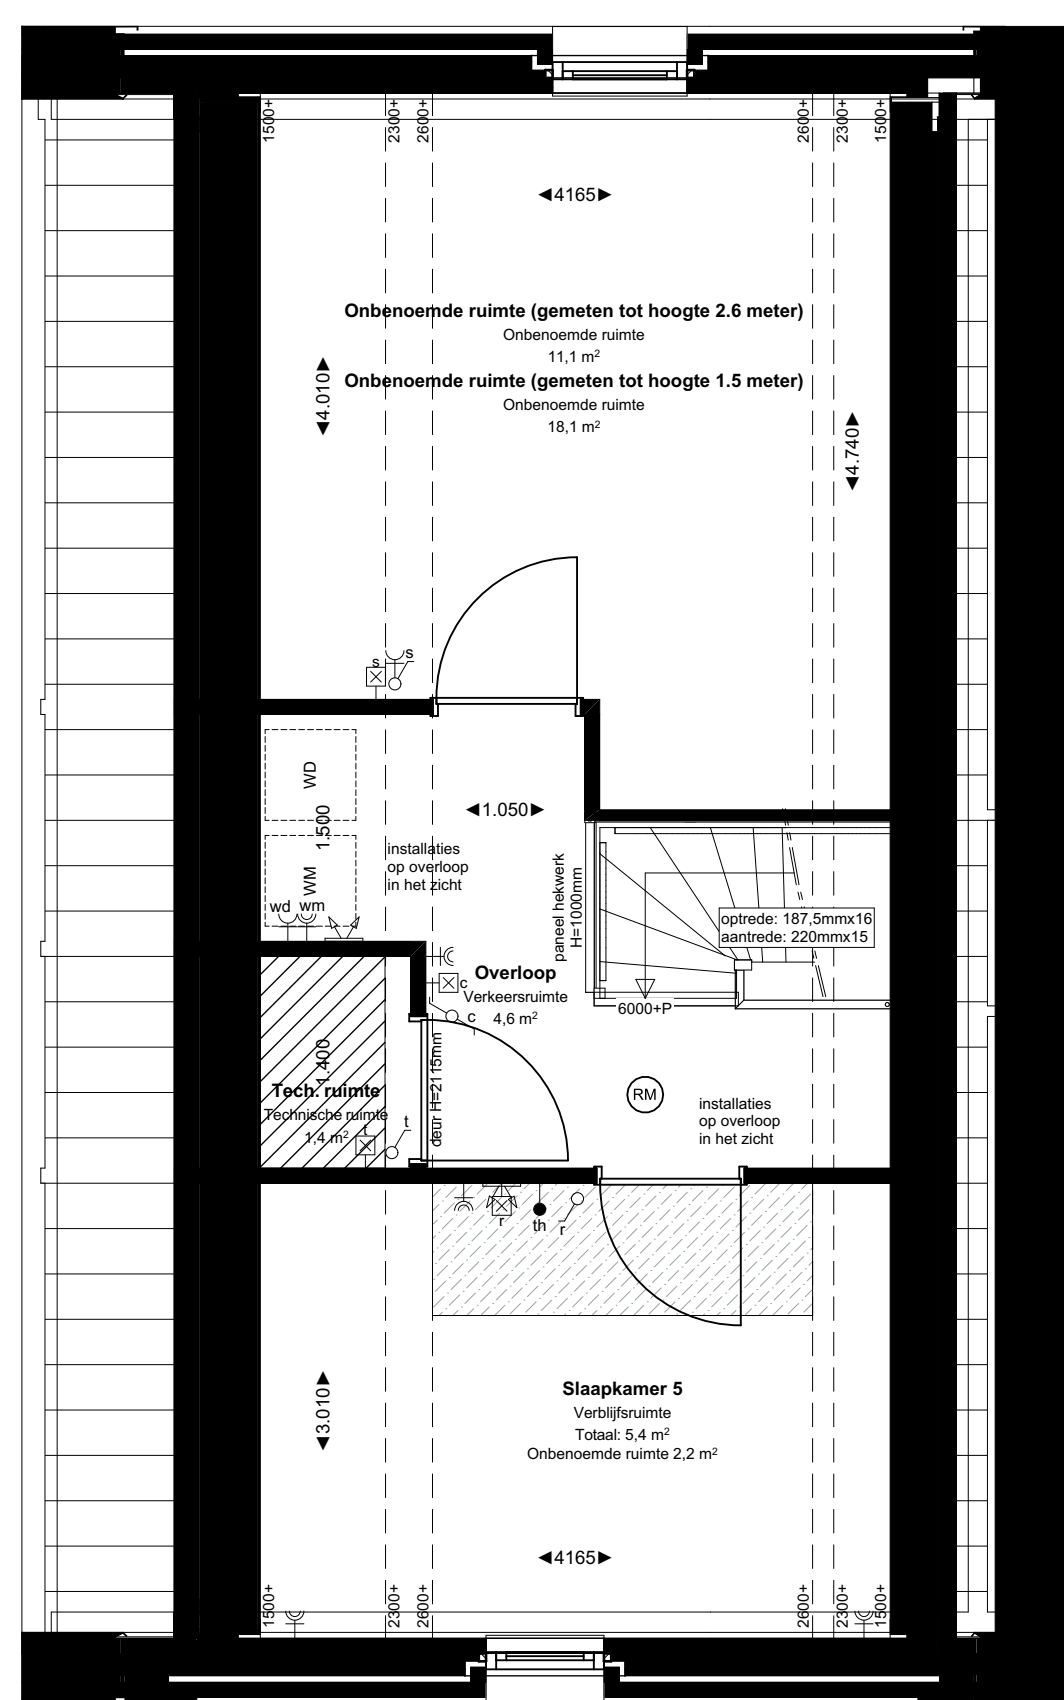 1500+
2300+
2600+
2600+
2300+
1500+
4165
Onbenoemde ruimte (gemeten tot hoogte 2.6 meter)
Onbenoemde ruimte
11,1 m²
Onbenoemde ruimte (gemeten tot hoogte 1.5 meter)
Onbenoemde ruimte
18,1 m²
4.010
4.740
s
s
WD
1.500
1.050
installaties
op overloop
in het zicht
WM
wd
wm
paneel hekwerk
H=1000mm
optrede: 187,5mmx16
aantrede: 220mmx15
6000+P
Overloop
Verkeersruimte
4,6 m²
c
c
deur H=2115mm
1.400
Tech. ruimte
Technische ruimte
1,4 m²
t
t
RM
installaties
op overloop
in het zicht
r
th
r
Slaapkamer 5
Verblijfsruimte
Totaal: 5,4 m²
Onbenoemde ruimte 2,2 m²
3.010
4165
1500+
2300+
2600+
2600+
2300+
1500+